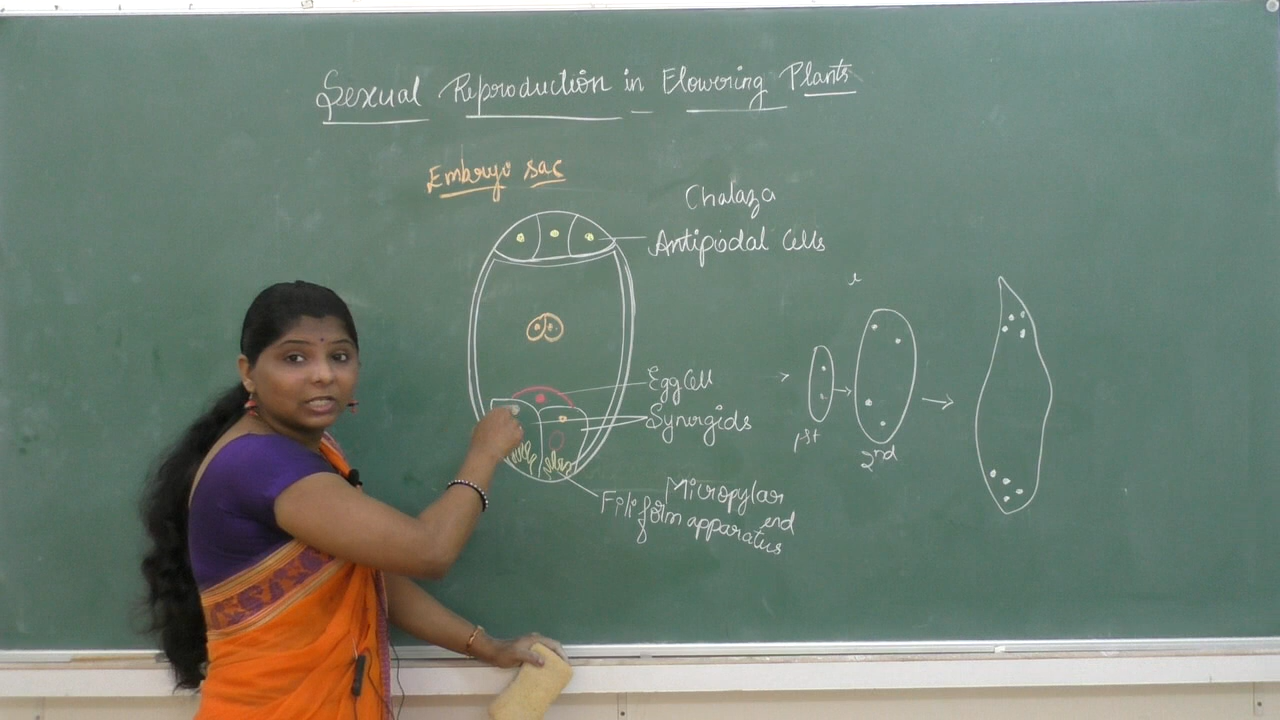 Sexual Reproduction in Flowering Plants
Embryo sac
Chalaza
Antipodal Cells
Egg Cell
Synergids
1st
2nd
Micropylar
end
Filiform apparatus